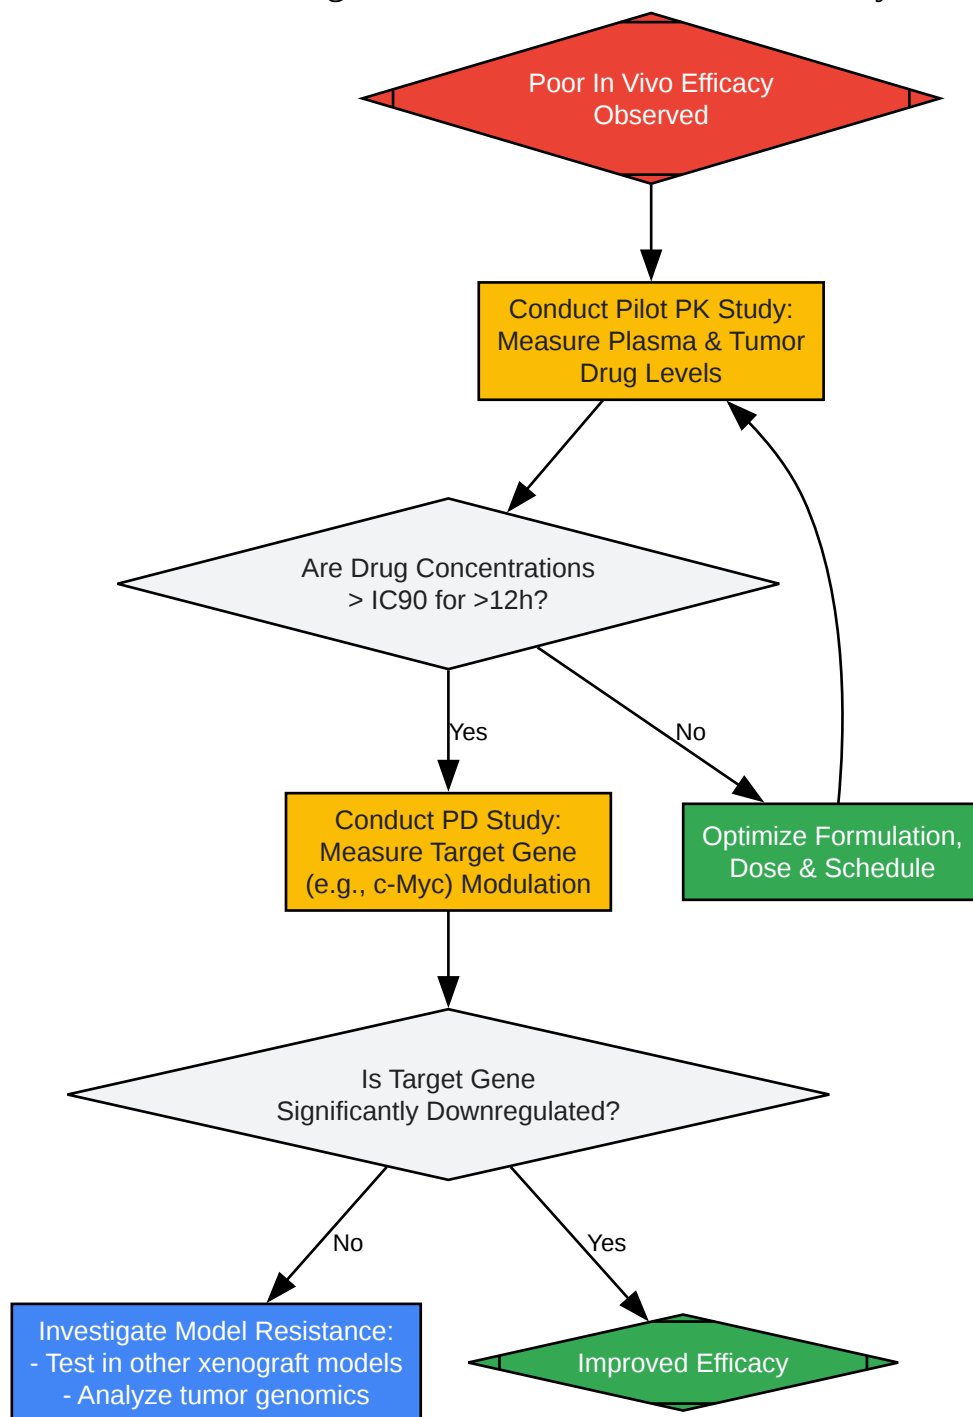 Poor In Vivo Efficacy
Observed
Conduct Pilot PK Study:
Measure Plasma & Tumor
Drug Levels
Are Drug Concentrations
> IC90 for >12h?
Yes
No
Conduct PD Study:
Measure Target Gene
(e.g., c-Myc) Modulation
Optimize Formulation,
Dose & Schedule
Is Target Gene
Significantly Downregulated?
No
Yes
Investigate Model Resistance:
- Test in other xenograft models
- Analyze tumor genomics
Improved Efficacy